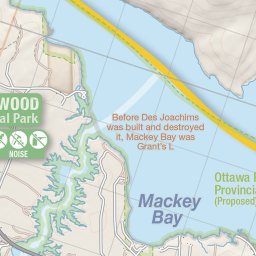 WOOD
al Park
NOISE
Before Des Joachims
was built and destroyed
it, Mackey Bay was
Grant's L
Mackey
Bay
Ottawa
Provincia
(Proposed)